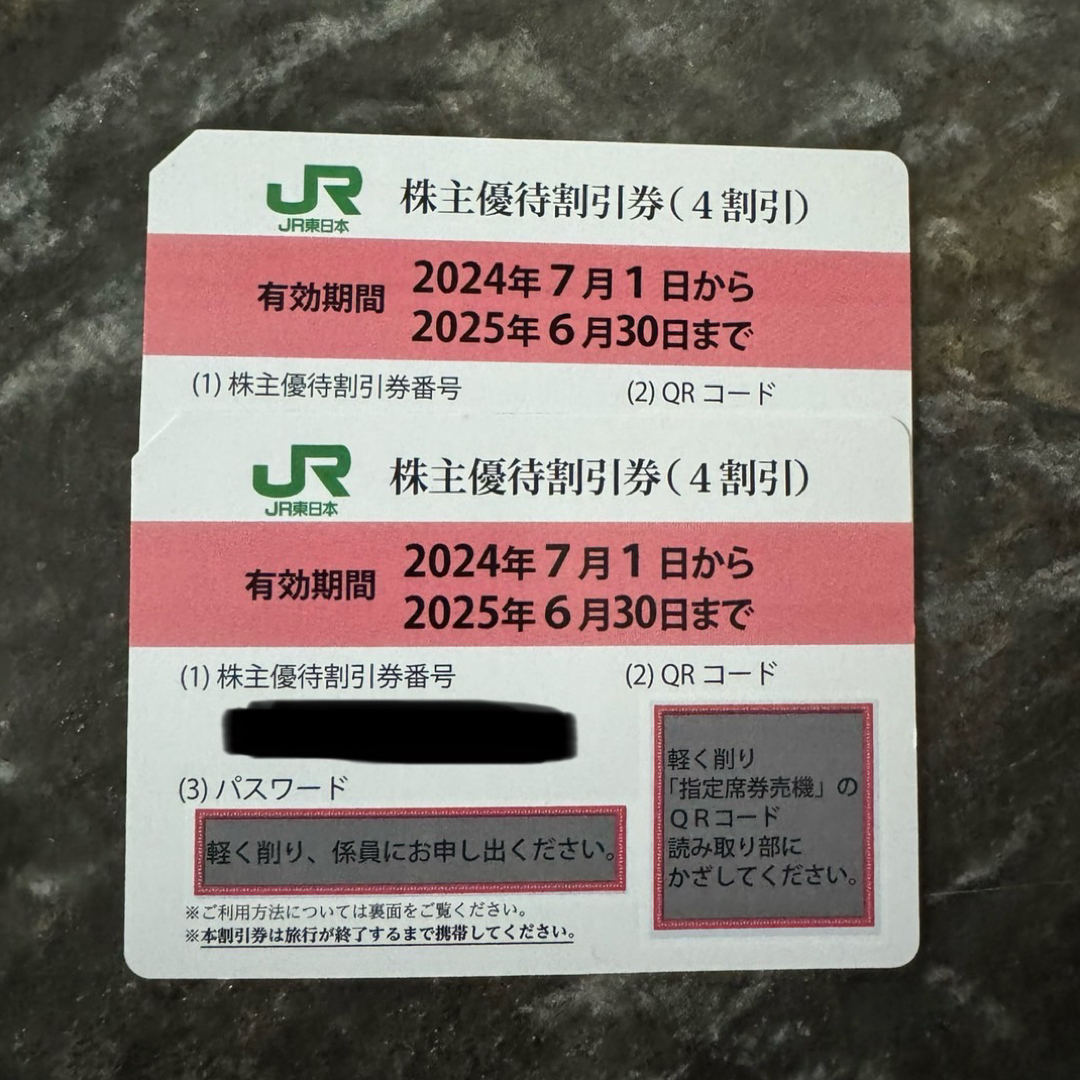 JR
JR東日本
株主優待割引券(4割引)
有効期間
2024年7月1日から
2025年6月30日まで
(1) 株主優待割引券番号
(2) QRコード
JR
JR東日本
株主優待割引券(4割引)
有効期間
2024年7月1日から
2025年6月30日まで
(1) 株主優待割引券番号
(2) QRコード
軽く削り
「指定席券売機」の
QRコード
読み取り部に
かざしてください。
(3) パスワード
軽く削り、係員にお申し出ください。
※ご利用方法については裏面をご覧ください。
※本割引券は旅行が終了するまで携帯してください。